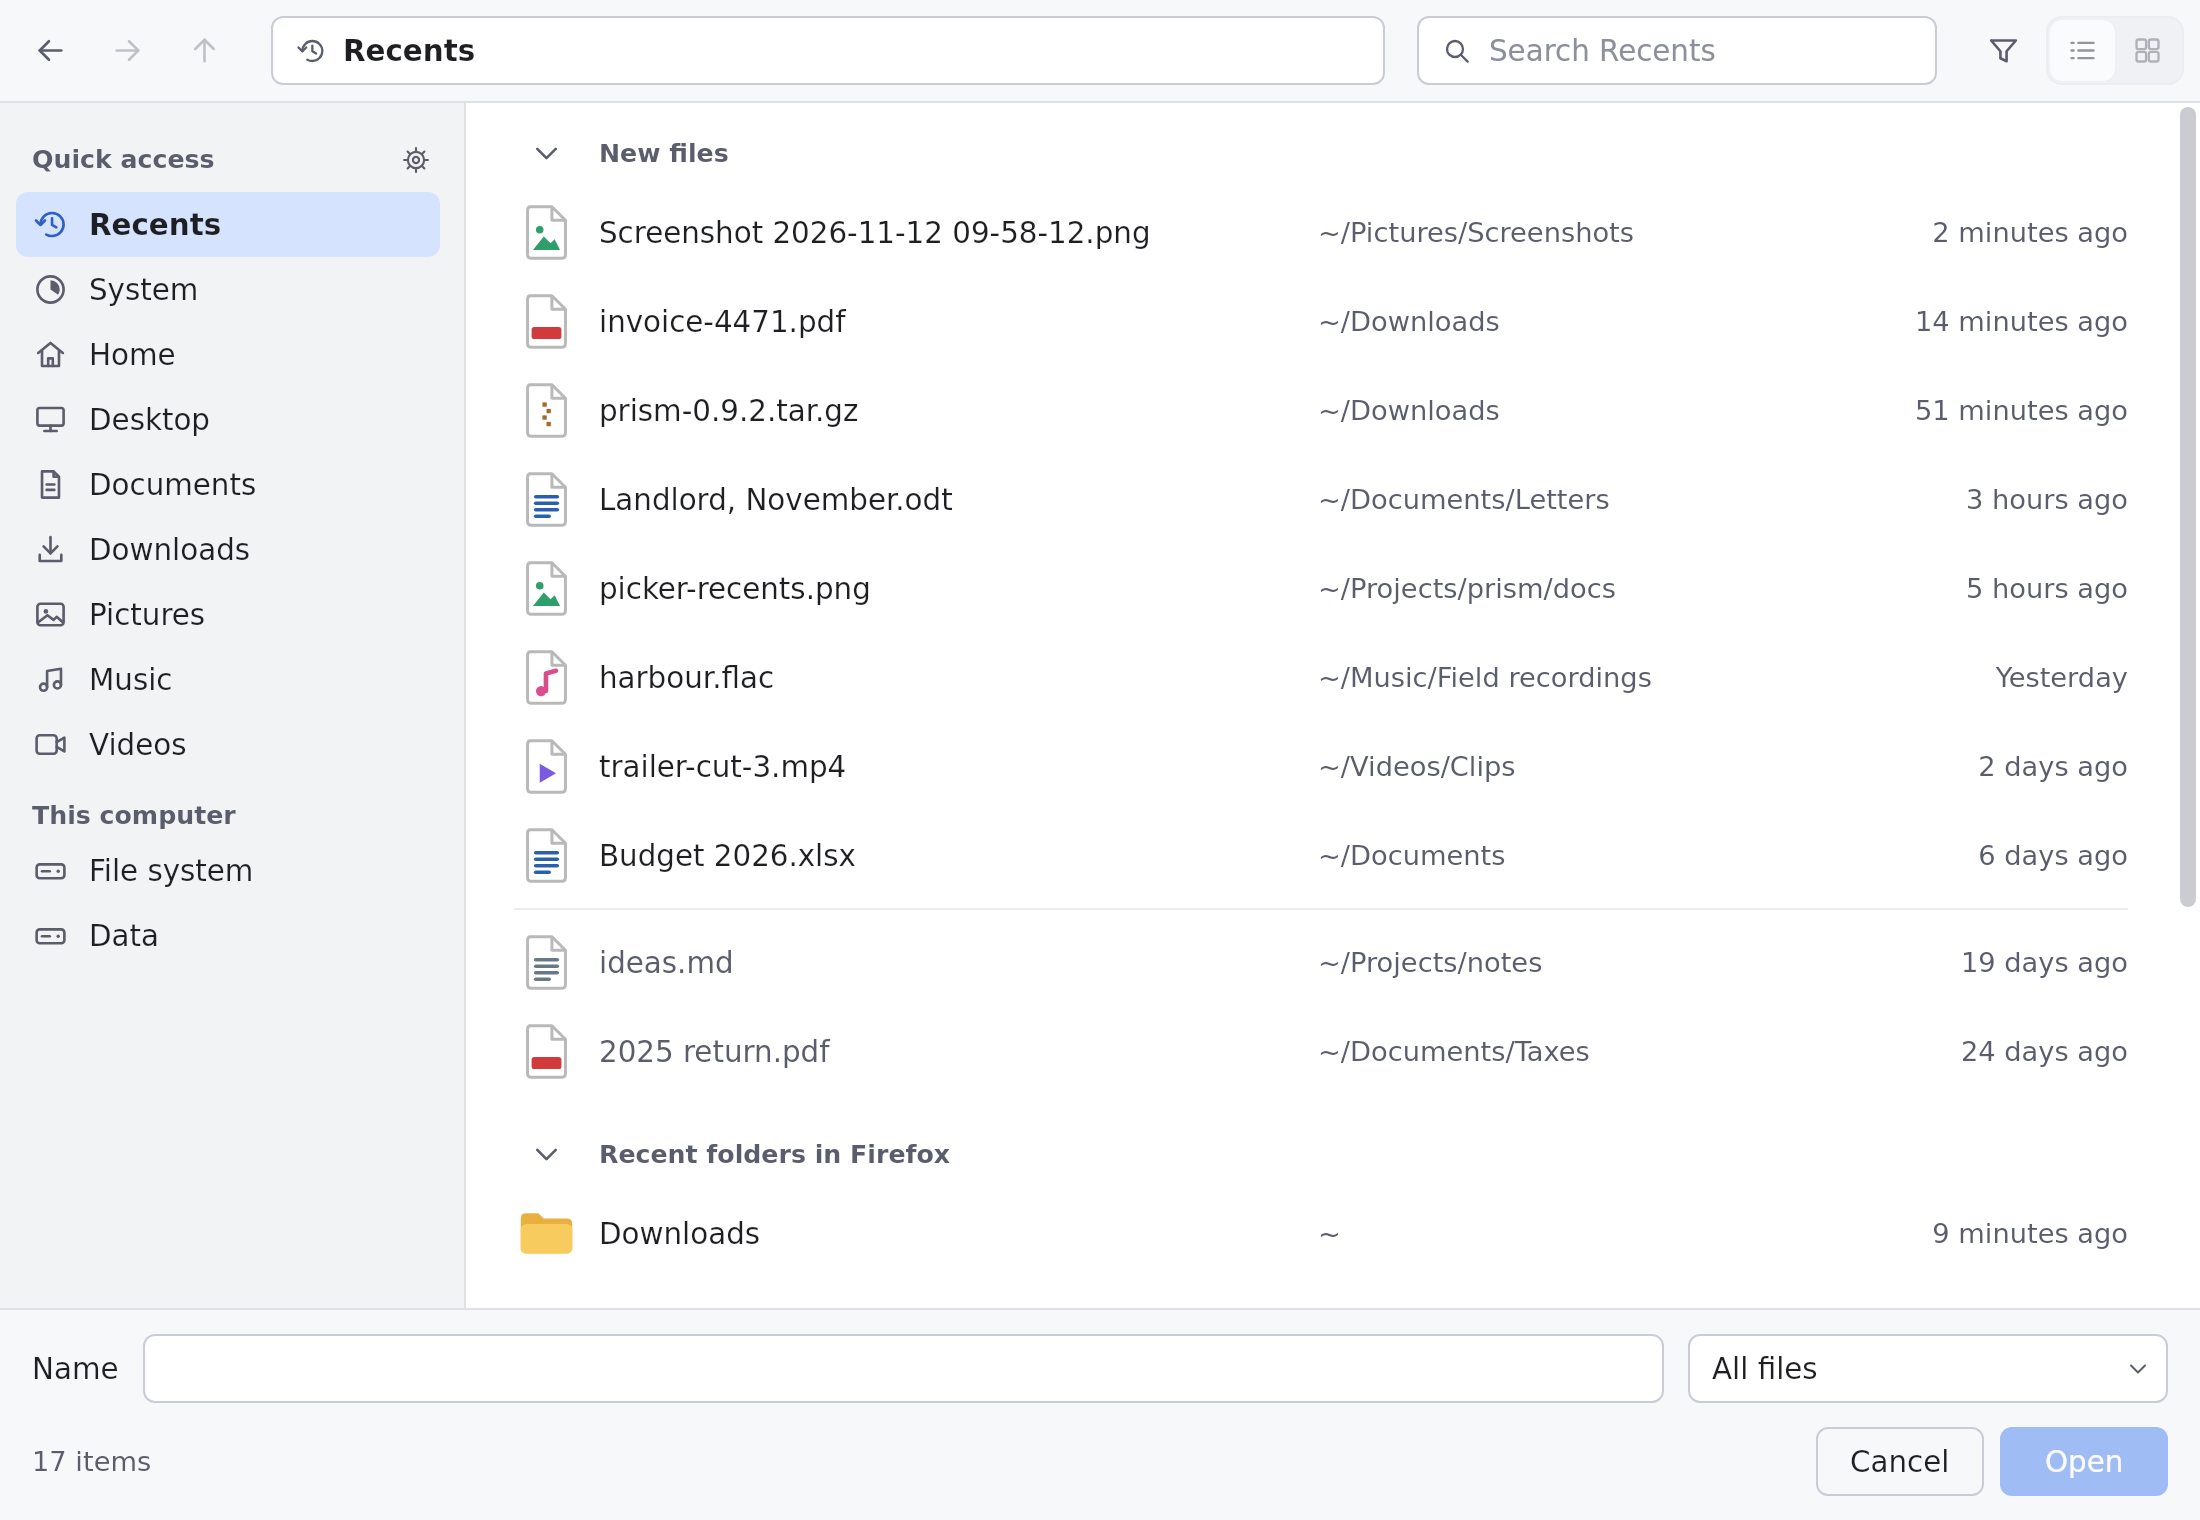 Recents
Search Recents
Quick access
Recents
System
Home
Desktop
Documents
Downloads
Pictures
Music
Videos
This computer
File system
Data
New files
Screenshot 2026-11-12 09-58-12.png ~/Pictures/Screenshots 2 minutes ago
invoice-4471.pdf ~/Downloads 14 minutes ago
prism-0.9.2.tar.gz ~/Downloads 51 minutes ago
Landlord, November.odt ~/Documents/Letters 3 hours ago
picker-recents.png ~/Projects/prism/docs 5 hours ago
harbour.flac ~/Music/Field recordings Yesterday
trailer-cut-3.mp4 ~/Videos/Clips 2 days ago
Budget 2026.xlsx ~/Documents 6 days ago
ideas.md ~/Projects/notes 19 days ago
2025 return.pdf ~/Documents/Taxes 24 days ago
Recent folders in Firefox
Downloads ~ 9 minutes ago
Name
All files
17 items
Cancel
Open